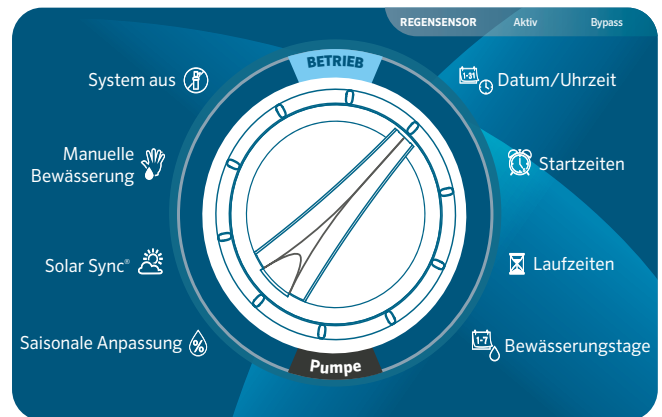 REGENSENSOR Aktiv Bypass
BETRIEB
System aus
Datum/Uhrzeit
Manuelle
Bewässerung
Startzeiten
Solar Sync®
Laufzeiten
Saisonale Anpassung
Bewässerungstage
Pumpe
1-31
1-7
%